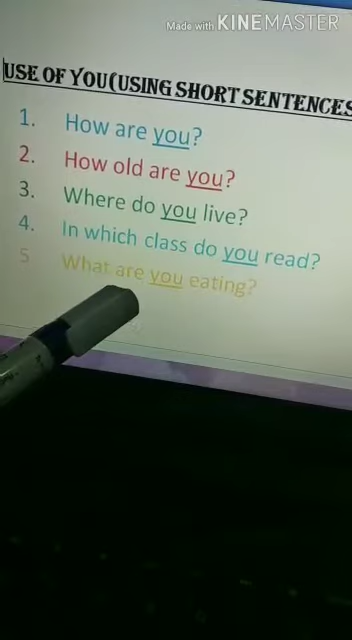 Made with KINEMASTER
USE OF YOU(USING SHORT SENTENCES
1. How are you?
2. How old are you?
3. Where do you live?
4. In which class do you read?
5 What are you eating?